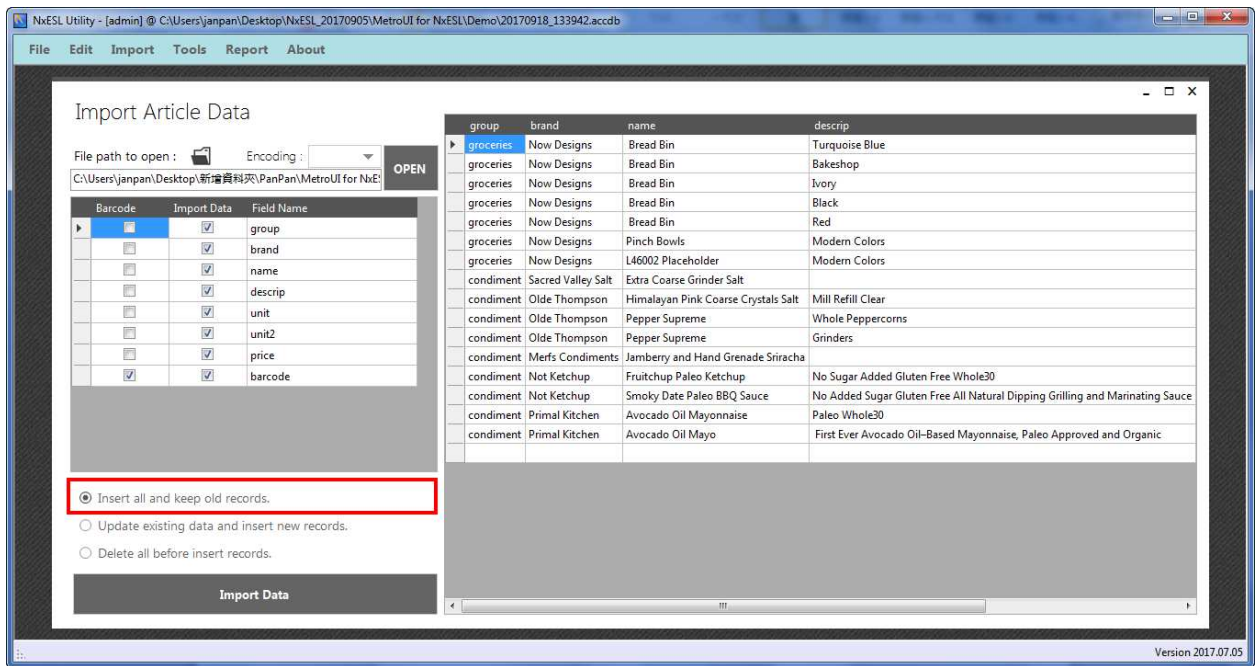 NxESL Utility - [admin] @ C:\Users\janpan\Desktop\NxESL_20170905\MetroUI for NxESL\Demo\20170918_133942.accdb
File Edit Import Tools Report About
Import Article Data
File path to open : Encoding : OPEN
C:\Users\janpan\Desktop\新增資料夾\PanPan\MetroUI for NxE
Barcode Import Data Field Name
group
brand
name
descrip
unit
unit2
price
barcode
Insert all and keep old records.
Update existing data and insert new records.
Delete all before insert records.
Import Data
group brand name descrip
groceries Now Designs Bread Bin Turquoise Blue
groceries Now Designs Bread Bin Bakeshop
groceries Now Designs Bread Bin Ivory
groceries Now Designs Bread Bin Black
groceries Now Designs Bread Bin Red
groceries Now Designs Pinch Bowls Modern Colors
groceries Now Designs L46002 Placeholder Modern Colors
condiment Sacred Valley Salt Extra Coarse Grinder Salt
condiment Olde Thompson Himalayan Pink Coarse Crystals Salt Mill Refill Clear
condiment Olde Thompson Pepper Supreme Whole Peppercorns
condiment Olde Thompson Pepper Supreme Grinders
condiment Merfs Condiments Jamberry and Hand Grenade Sriracha
condiment Not Ketchup Fruitchup Paleo Ketchup No Sugar Added Gluten Free Whole30
condiment Not Ketchup Smoky Date Paleo BBQ Sauce No Added Sugar Gluten Free All Natural Dipping Grilling and Marinating Sauce
condiment Primal Kitchen Avocado Oil Mayonnaise Paleo Whole30
condiment Primal Kitchen Avocado Oil Mayo First Ever Avocado Oil–Based Mayonnaise, Paleo Approved and Organic
Version 2017.07.05